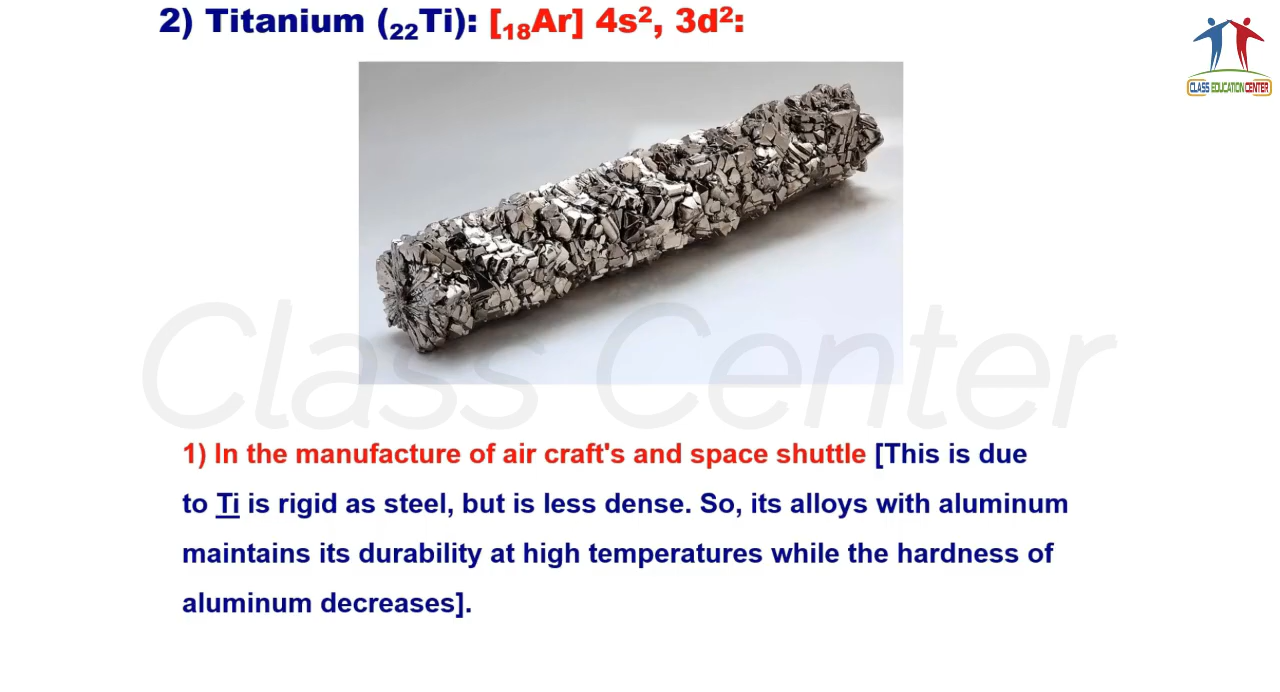 2) Titanium (₂₂Ti): [₁₈Ar] 4s², 3d²:
CLASS EDUCATION CENTER
Class Center
1) In the manufacture of air craft's and space shuttle [This is due
to Ti is rigid as steel, but is less dense. So, its alloys with aluminum
maintains its durability at high temperatures while the hardness of
aluminum decreases].